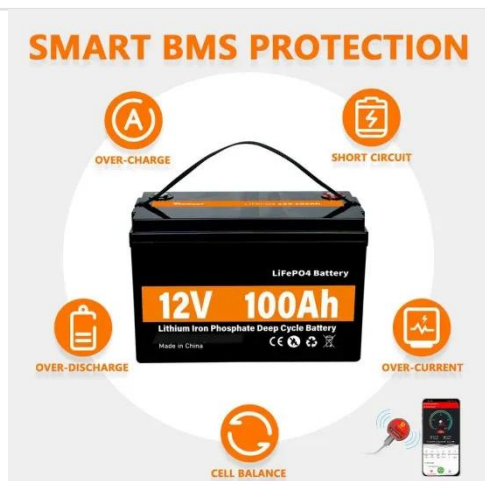 SMART BMS PROTECTION
OVER-CHARGE
SHORT CIRCUIT
LiFePO4 Battery
12V 100Ah
Lithium Iron Phosphate Deep Cycle Battery
Made in China
OVER-DISCHARGE
OVER-CURRENT
CELL BALANCE